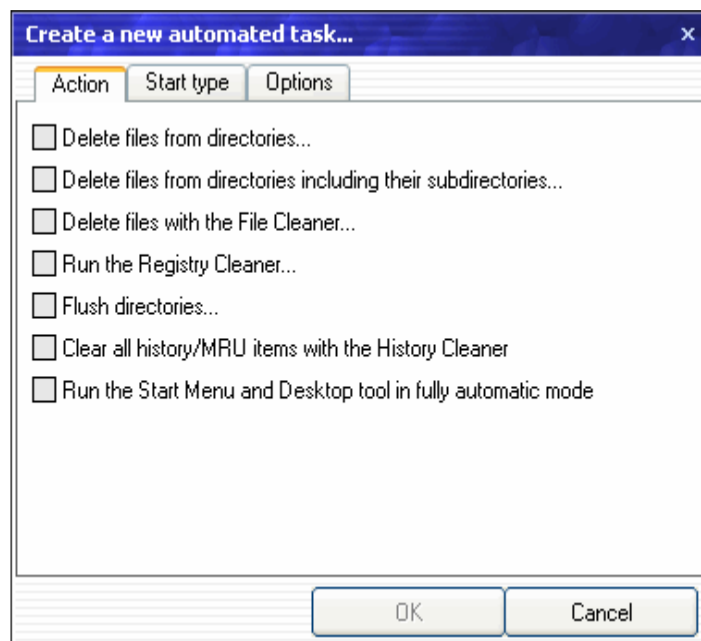 Create a new automated task...
Action Start type Options
Delete files from directories...
Delete files from directories including their subdirectories...
Delete files with the File Cleaner...
Run the Registry Cleaner...
Flush directories...
Clear all history/MRU items with the History Cleaner
Run the Start Menu and Desktop tool in fully automatic mode
OK Cancel